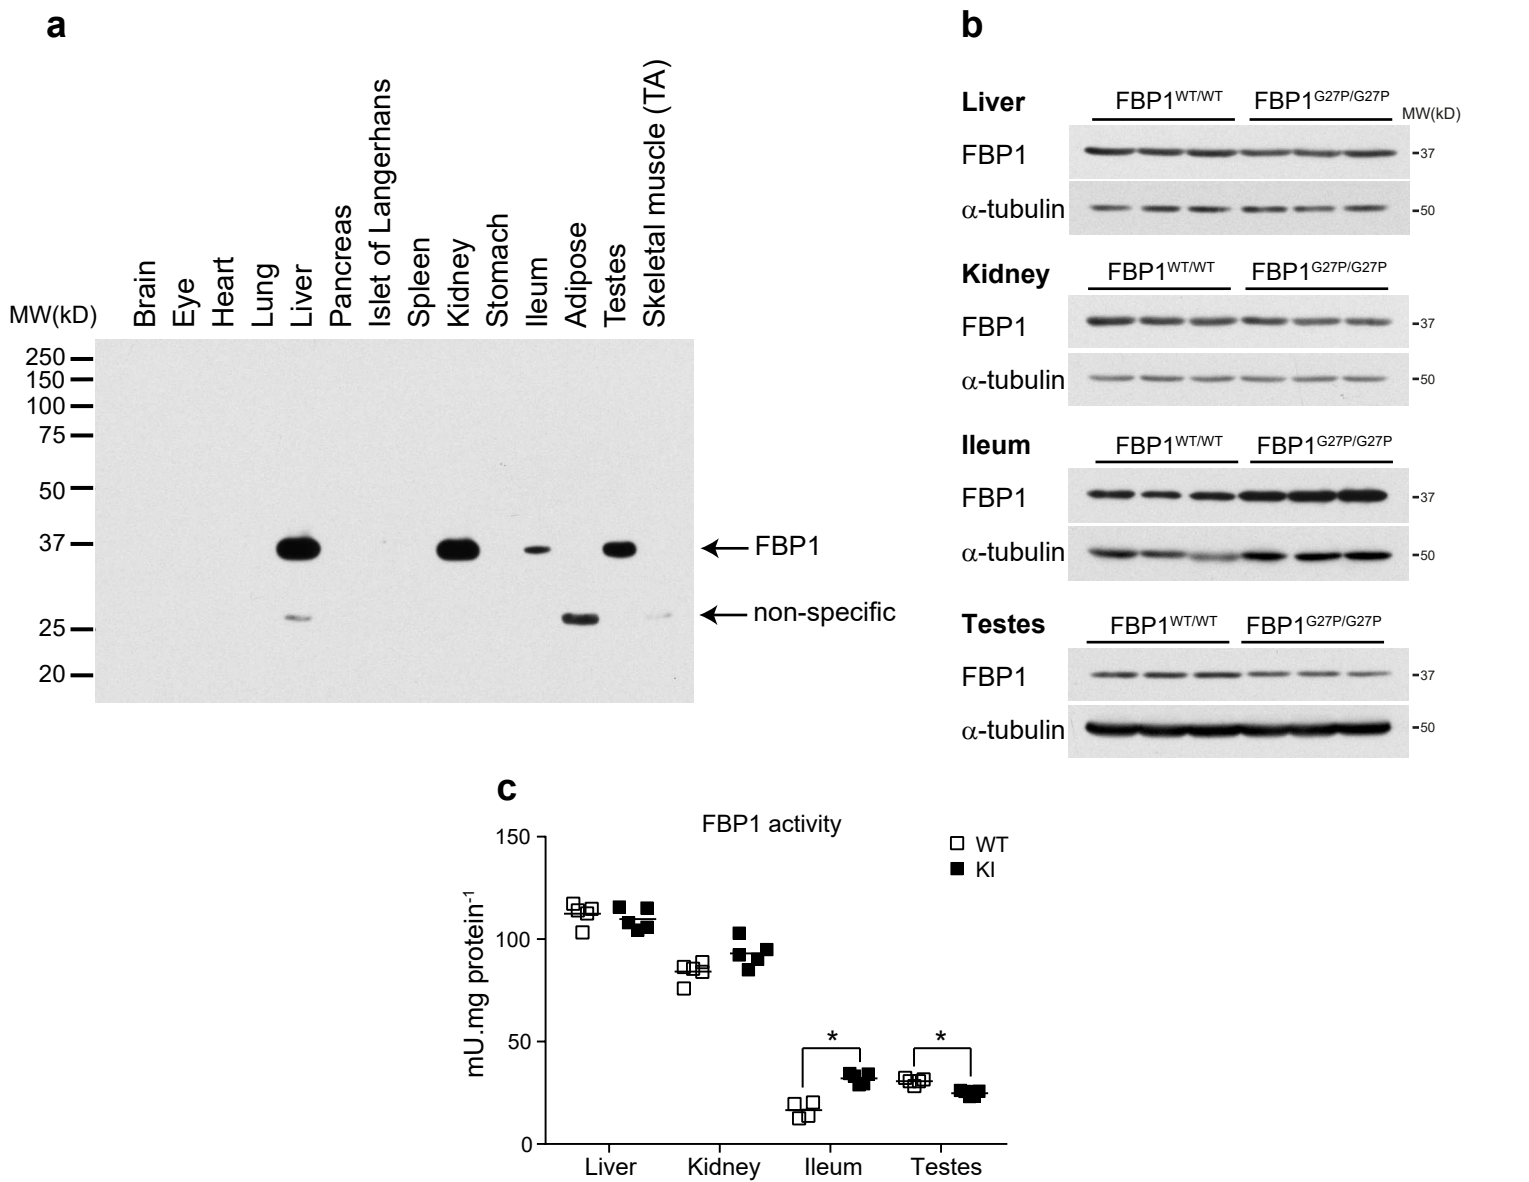 a
Brain
Eye
Heart
Lung
Liver
Pancreas
Islet of Langerhans
Spleen
Kidney
Stomach
Ileum
Adipose
Testes
Skeletal muscle (TA)
MW(kD)
250
150
100
75
50
37
25
20
FBP1
non-specific
b
Liver
FBP1WT/WT
FBP1G27P/G27P
MW(kD)
FBP1
37
α-tubulin
50
Kidney
FBP1WT/WT
FBP1G27P/G27P
FBP1
37
α-tubulin
50
Ileum
FBP1WT/WT
FBP1G27P/G27P
FBP1
37
α-tubulin
50
Testes
FBP1WT/WT
FBP1G27P/G27P
FBP1
37
α-tubulin
50
c
FBP1 activity
WT
KI
mU.mg protein-1
150
100
50
0
*
*
Liver
Kidney
Ileum
Testes